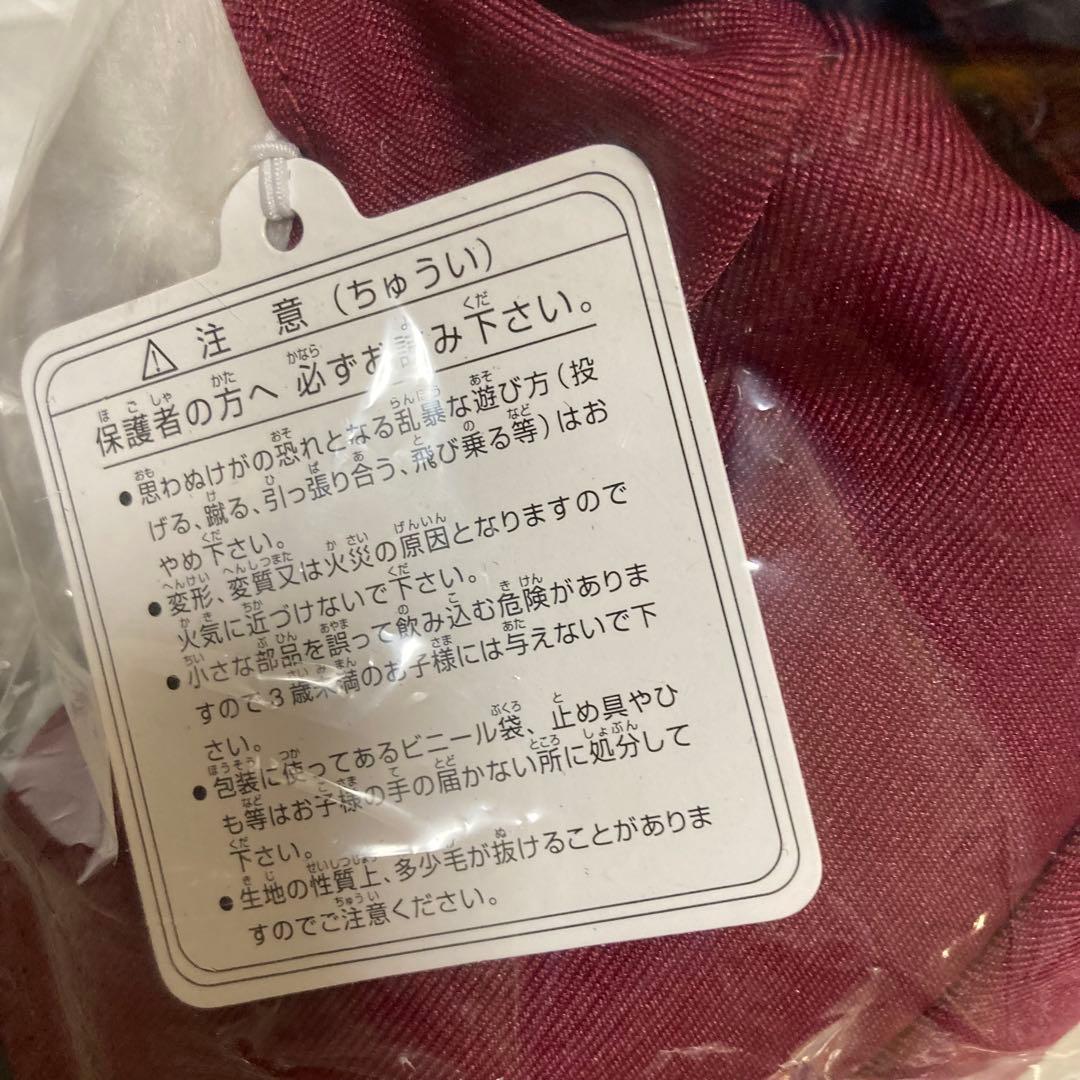 ⚠ 注意(ちゅうい)
保護者の方へ 必ずお読み下さい。
●思わぬけがの恐れとなる乱暴な遊び方(投
げる、蹴る、引っ張り合う、飛び乗る等)はお
やめ下さい。
●変形、変質又は火災の原因となりますので
火気に近づけないで下さい。
●小さな部品を誤って飲み込む危険がありま
すので3歳未満のお子様には与えないで下
さい。
●包装に使ってあるビニール袋、止め具やひ
も等はお子様の手の届かない所に処分して
下さい。
●生地の性質上、多少毛が抜けることがありま
すのでご注意ください。